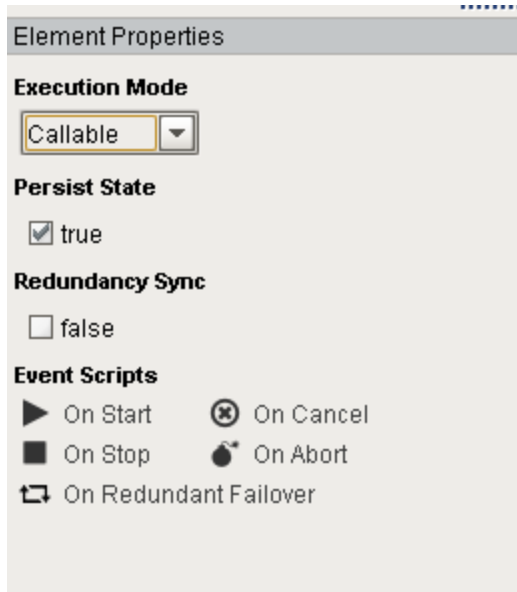 Element Properties
Execution Mode
Callable
Persist State
true
Redundancy Sync
false
Event Scripts
On Start On Cancel
On Stop On Abort
On Redundant Failover